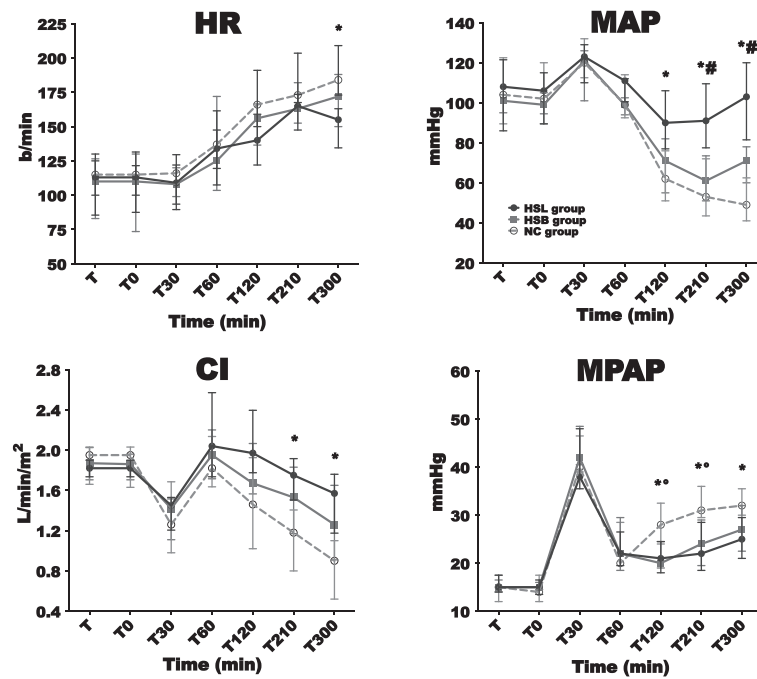 HR
b/min
225
200
175
150
125
100
75
50
*
T
T0
T30
T60
T120
T210
T300
Time (min)
MAP
mmHg
140
120
100
80
60
40
20
*
*#
*#
HSL group
HSB group
NC group
T
T0
T30
T60
T120
T210
T300
Time (min)
CI
L/min/m²
2.8
2.4
2.0
1.6
1.2
0.8
0.4
*
*
T
T0
T30
T60
T120
T210
T300
Time (min)
MPAP
mmHg
60
50
40
30
20
10
*°
*°
*
T
T0
T30
T60
T120
T210
T300
Time (min)